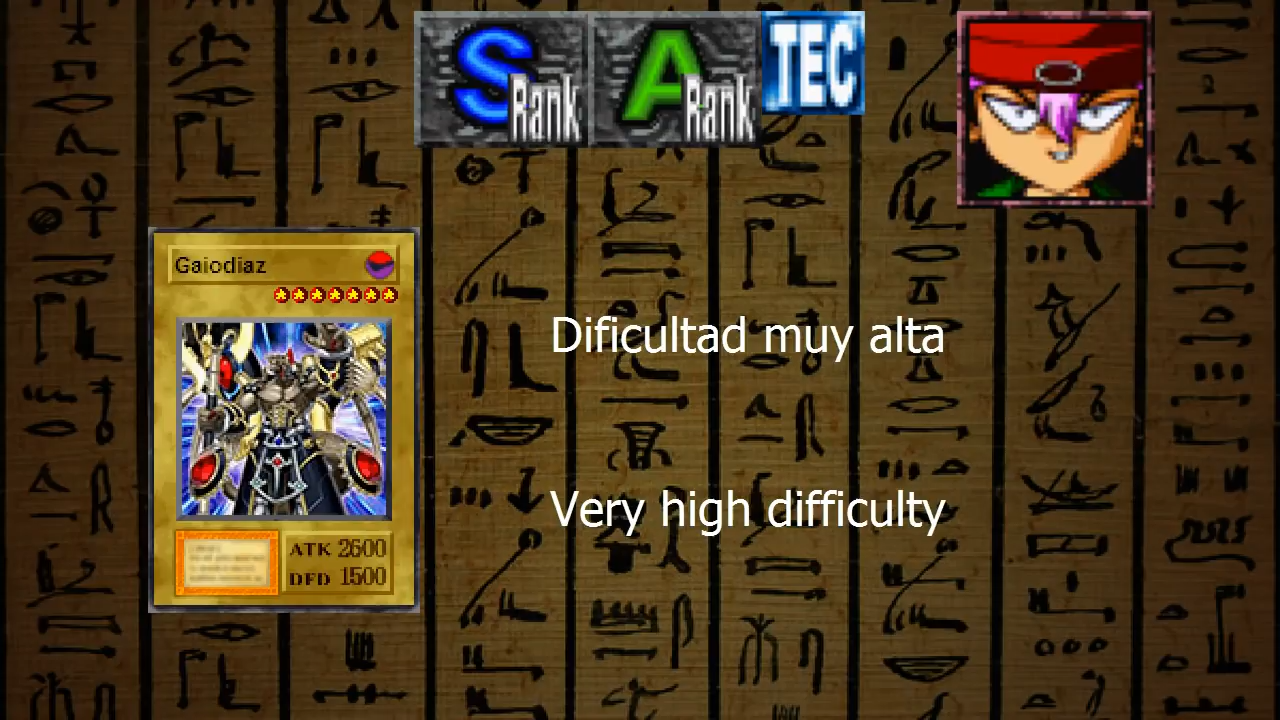 S Rank A Rank TEC
Gaiodiaz
Dificultad muy alta
Very high difficulty
ATK 2600
DFD 1500